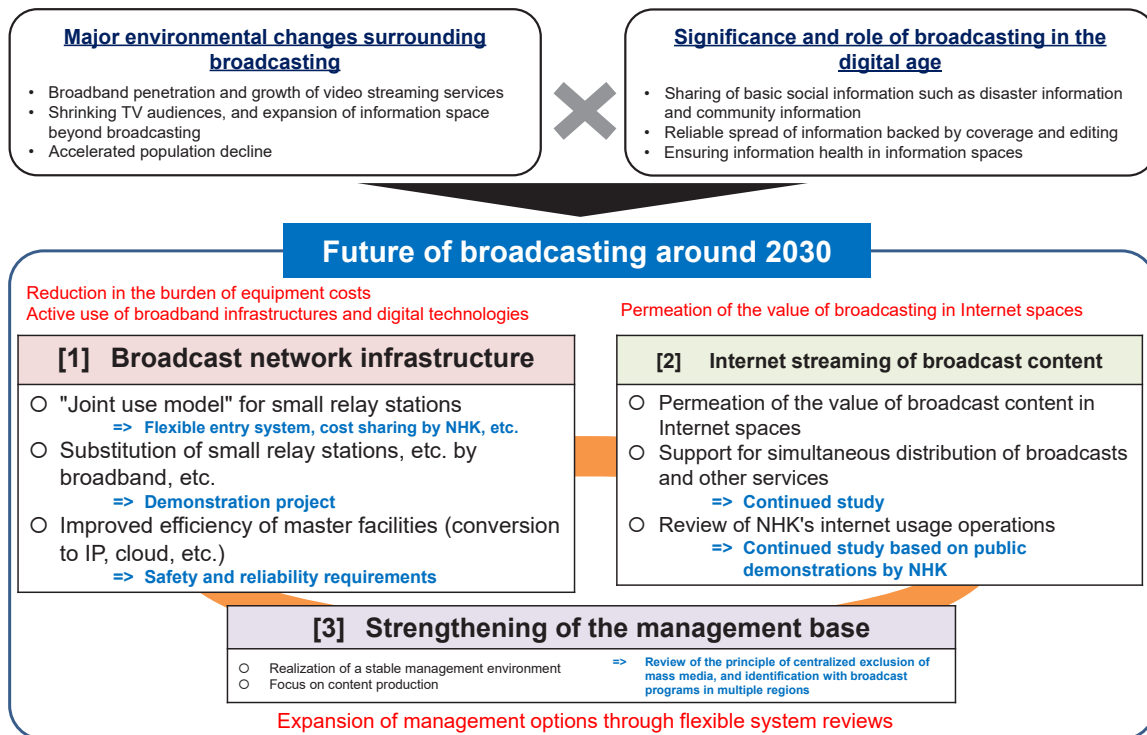 Major environmental changes surrounding
broadcasting
• Broadband penetration and growth of video streaming services
• Shrinking TV audiences, and expansion of information space
beyond broadcasting
• Accelerated population decline
Significance and role of broadcasting in the
digital age
• Sharing of basic social information such as disaster information
and community information
• Reliable spread of information backed by coverage and editing
• Ensuring information health in information spaces
Future of broadcasting around 2030
Reduction in the burden of equipment costs
Active use of broadband infrastructures and digital technologies
[1] Broadcast network infrastructure
○ "Joint use model" for small relay stations
=> Flexible entry system, cost sharing by NHK, etc.
○ Substitution of small relay stations, etc. by
broadband, etc.
=> Demonstration project
○ Improved efficiency of master facilities (conversion
to IP, cloud, etc.)
=> Safety and reliability requirements
Permeation of the value of broadcasting in Internet spaces
[2] Internet streaming of broadcast content
○ Permeation of the value of broadcast content in
Internet spaces
○ Support for simultaneous distribution of broadcasts
and other services
=> Continued study
○ Review of NHK's internet usage operations
=> Continued study based on public
demonstrations by NHK
[3] Strengthening of the management base
○ Realization of a stable management environment
○ Focus on content production
=> Review of the principle of centralized exclusion of
mass media, and identification with broadcast
programs in multiple regions
Expansion of management options through flexible system reviews